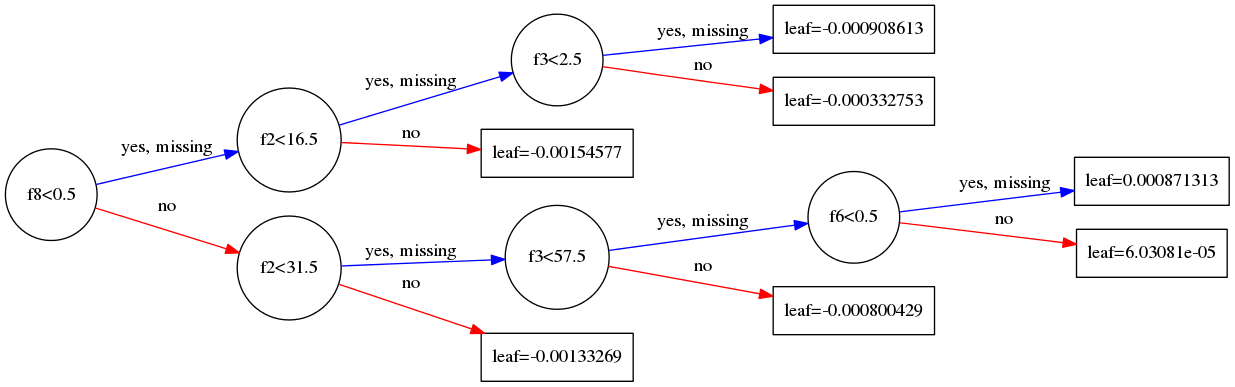 f8<0.5
yes, missing
no
f2<16.5
yes, missing
no
f3<2.5
yes, missing
no
leaf=-0.000908613
leaf=-0.000332753
leaf=-0.00154577
f2<31.5
yes, missing
no
f3<57.5
yes, missing
no
f6<0.5
yes, missing
no
leaf=0.000871313
leaf=6.03081e-05
leaf=-0.000800429
leaf=-0.00133269